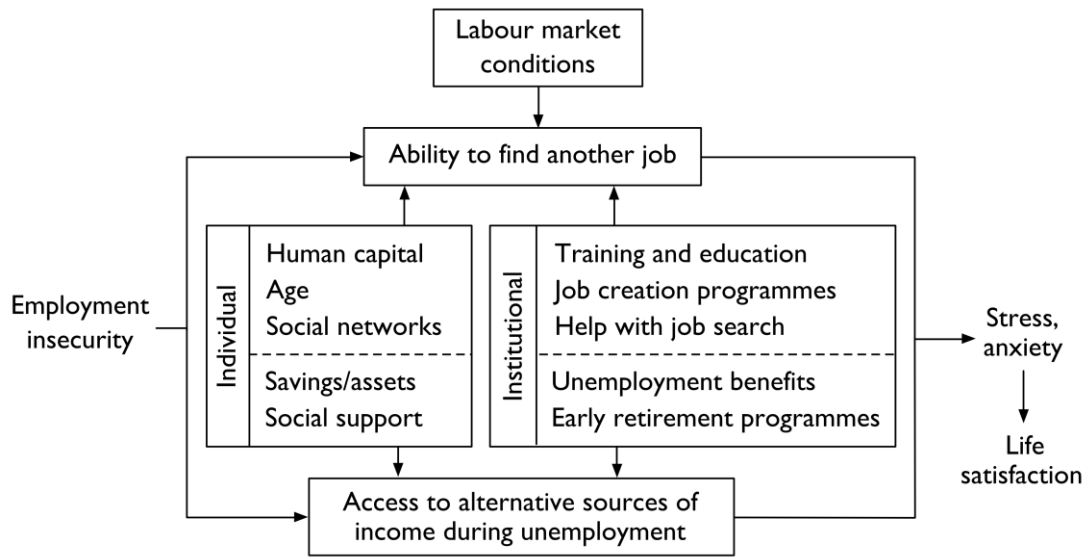 Labour market
conditions
Ability to find another job
Individual
Human capital
Age
Social networks
Savings/assets
Social support
Institutional
Training and education
Job creation programmes
Help with job search
Unemployment benefits
Early retirement programmes
Employment
insecurity
Stress,
anxiety
Life
satisfaction
Access to alternative sources of
income during unemployment